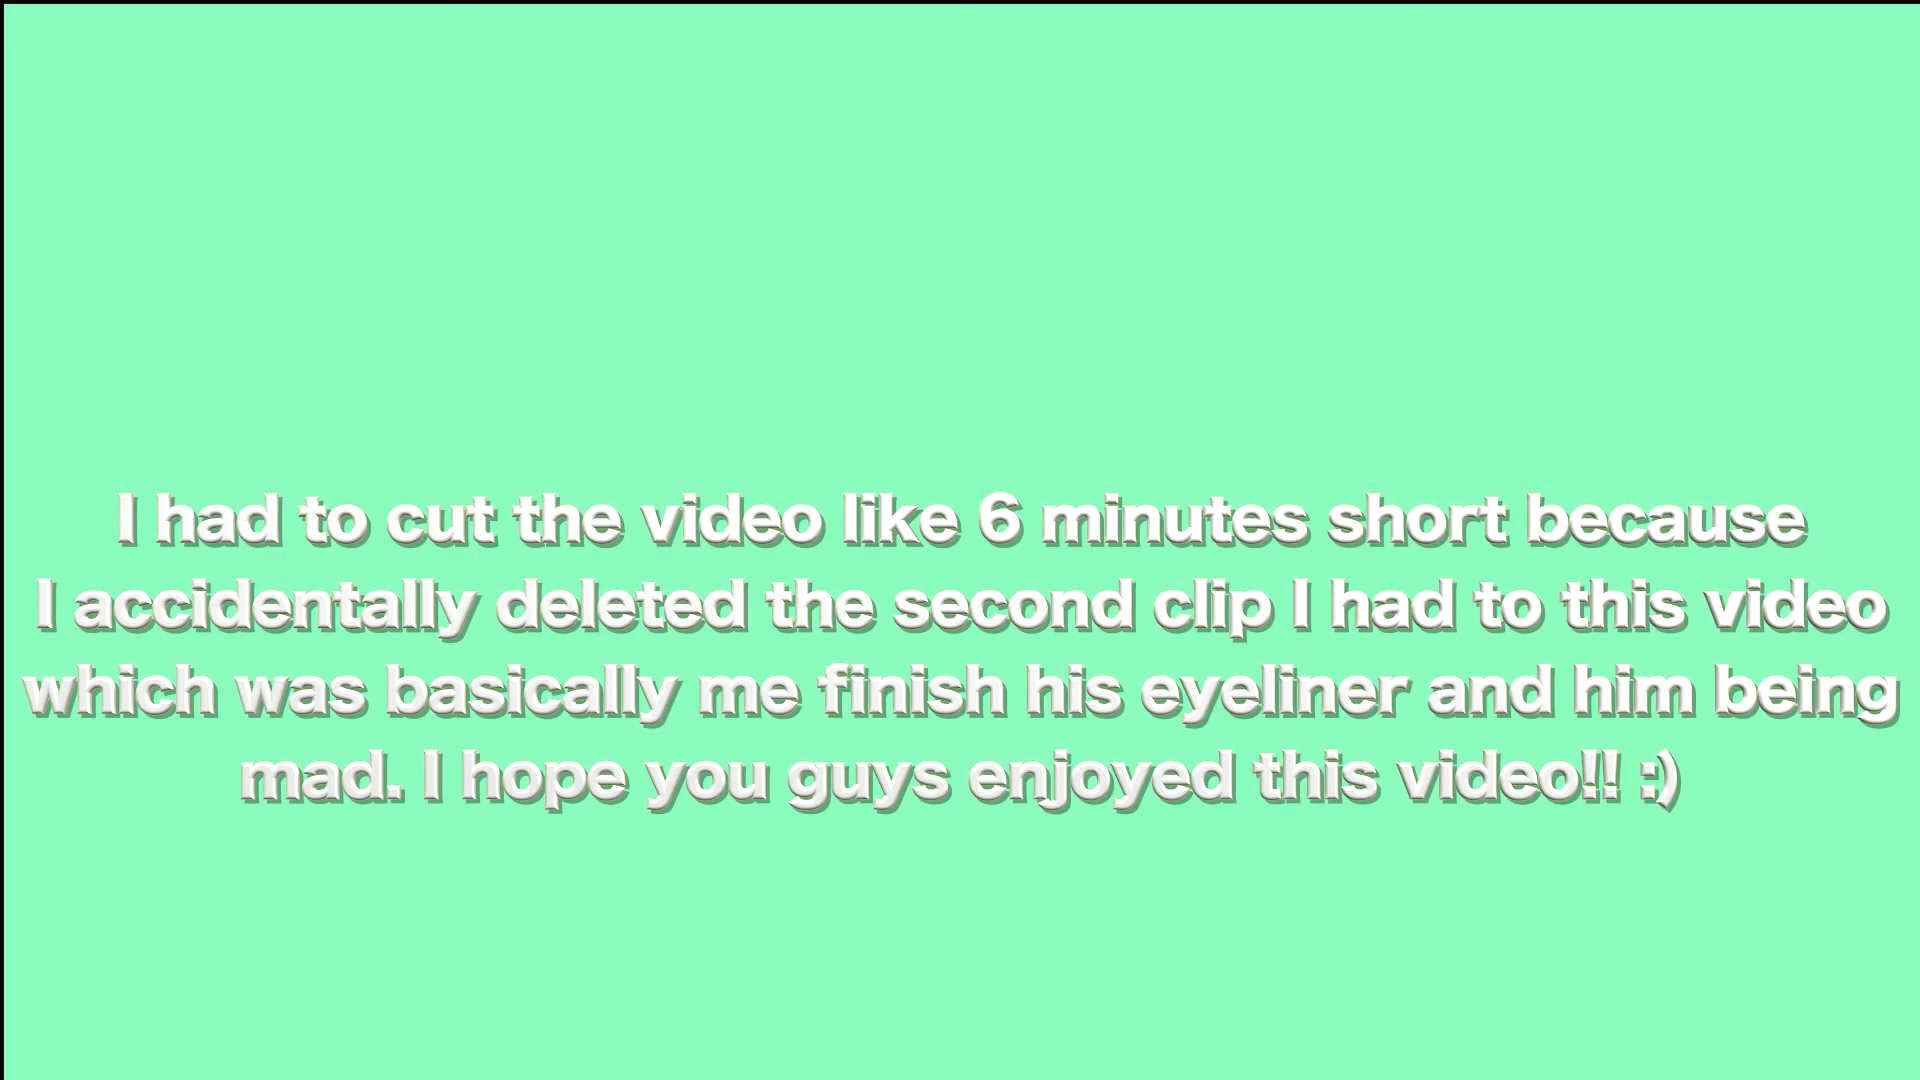 I had to cut the video like 6 minutes short because
I accidentally deleted the second clip I had to this video
which was basically me finish his eyeliner and him being
mad. I hope you guys enjoyed this video!! :)